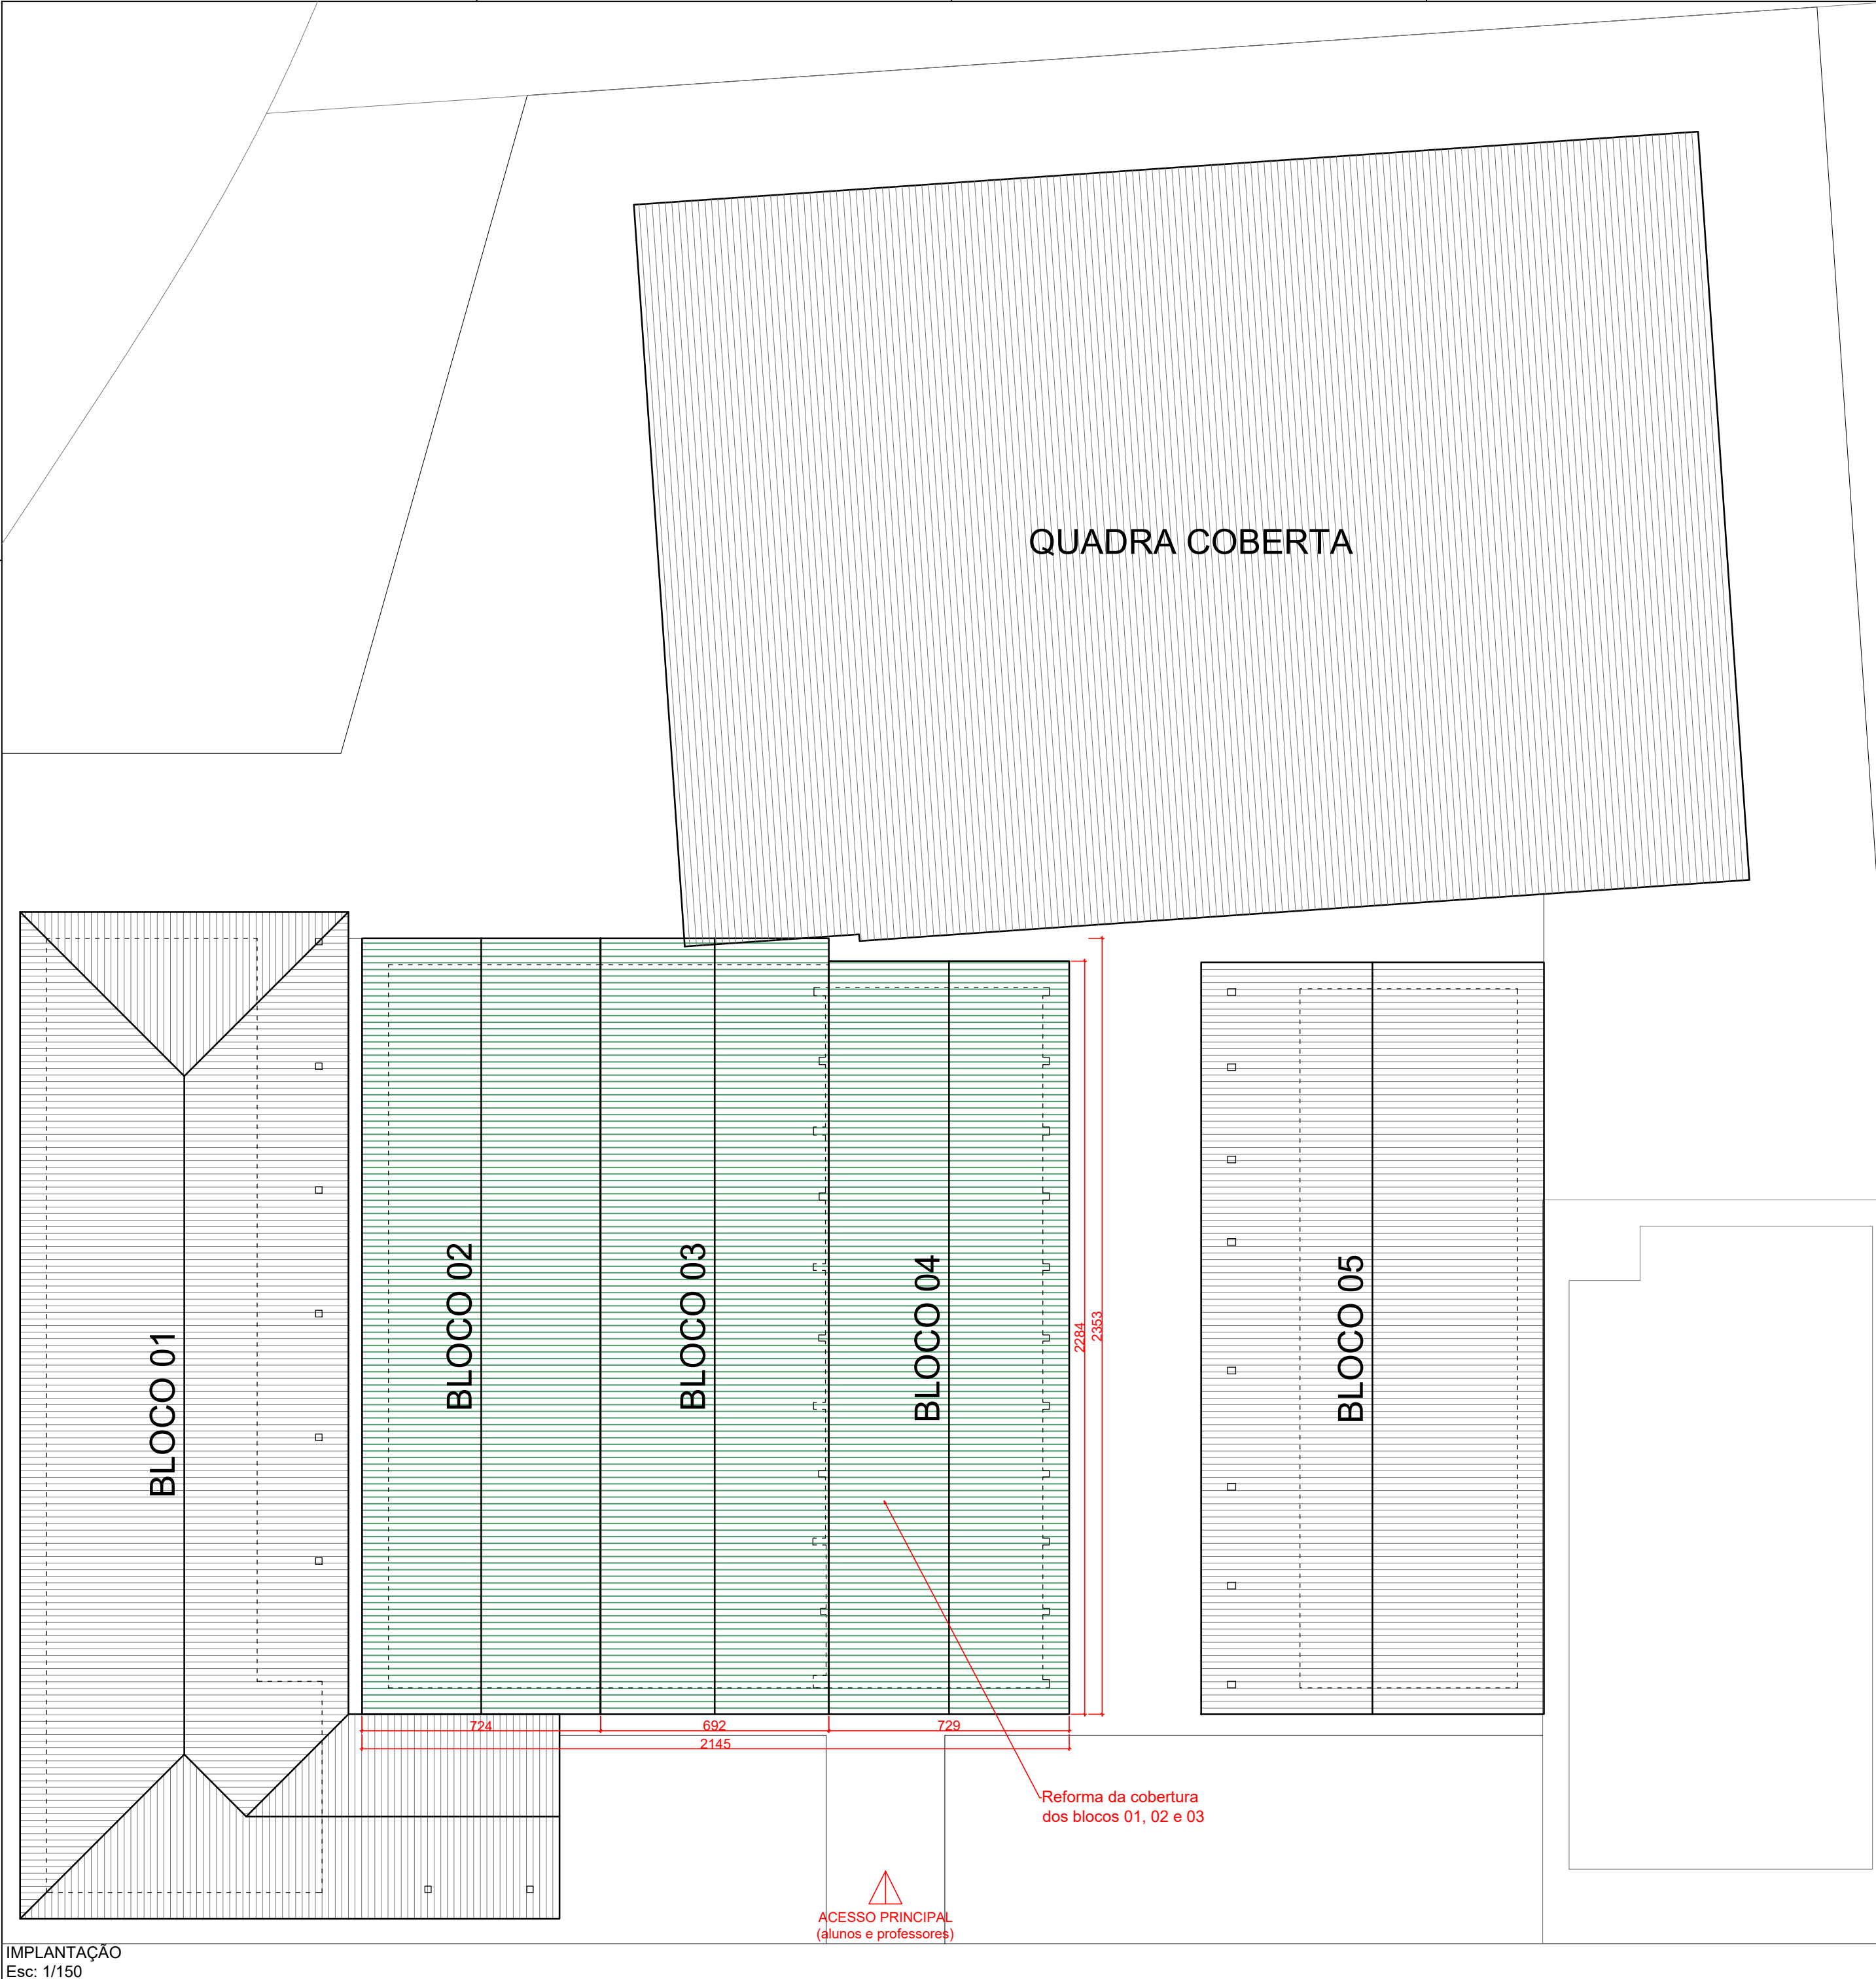 QUADRA COBERTA
BLOCO 01
BLOCO 02
BLOCO 03
BLOCO 04
BLOCO 05
2284
2353
724
692
729
2145
Reforma da cobertura
dos blocos 01, 02 e 03
ACESSO PRINCIPAL
(alunos e professores)
IMPLANTAÇÃO
Esc: 1/150